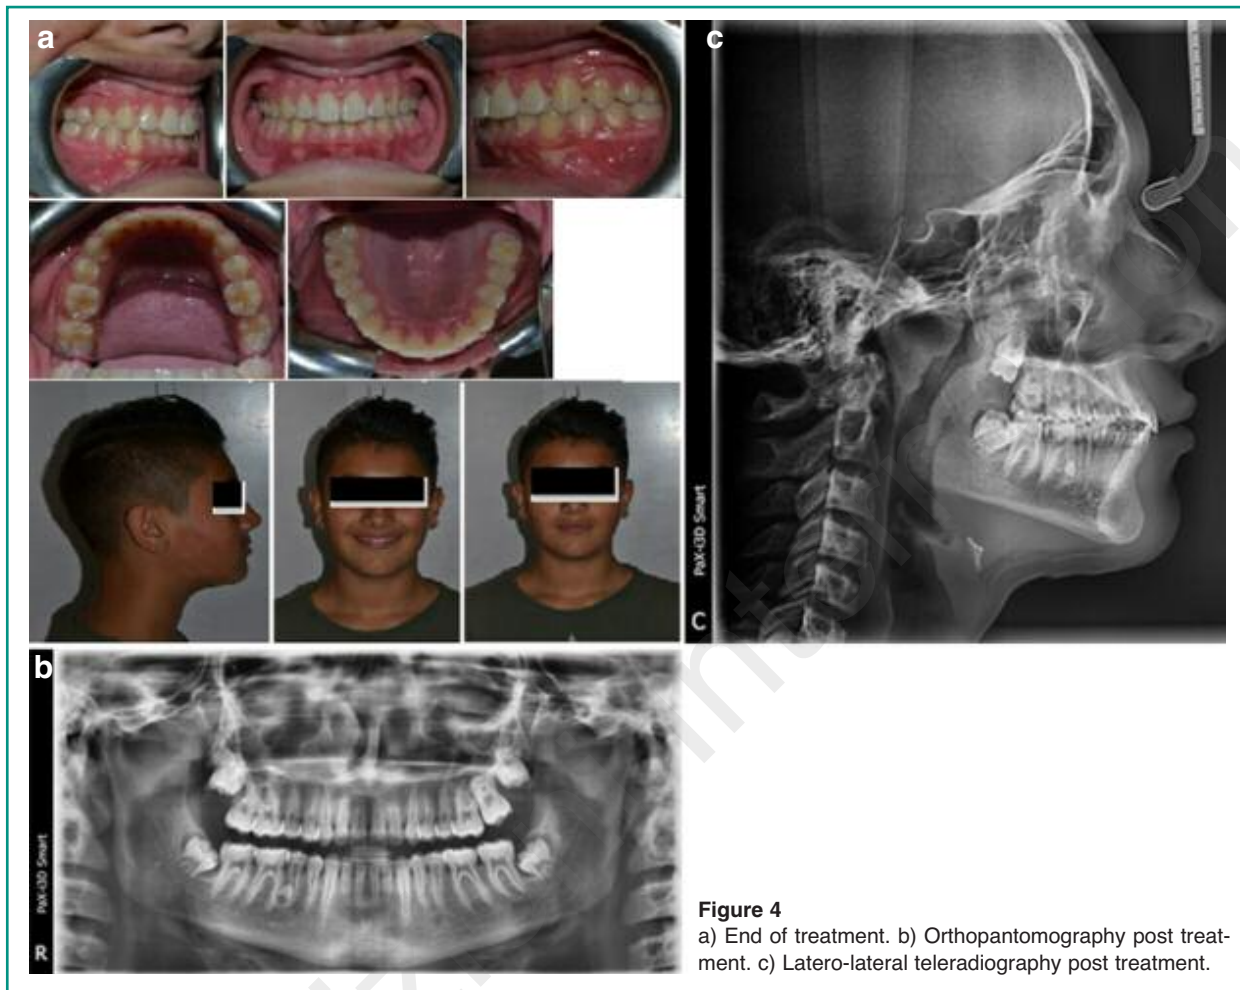 a
c
PaX-i3D Smart
C
b
PaX-i3D Smart
R
Figure 4
a) End of treatment. b) Orthopantomography post treat-
ment. c) Latero-lateral teleradiography post treatment.